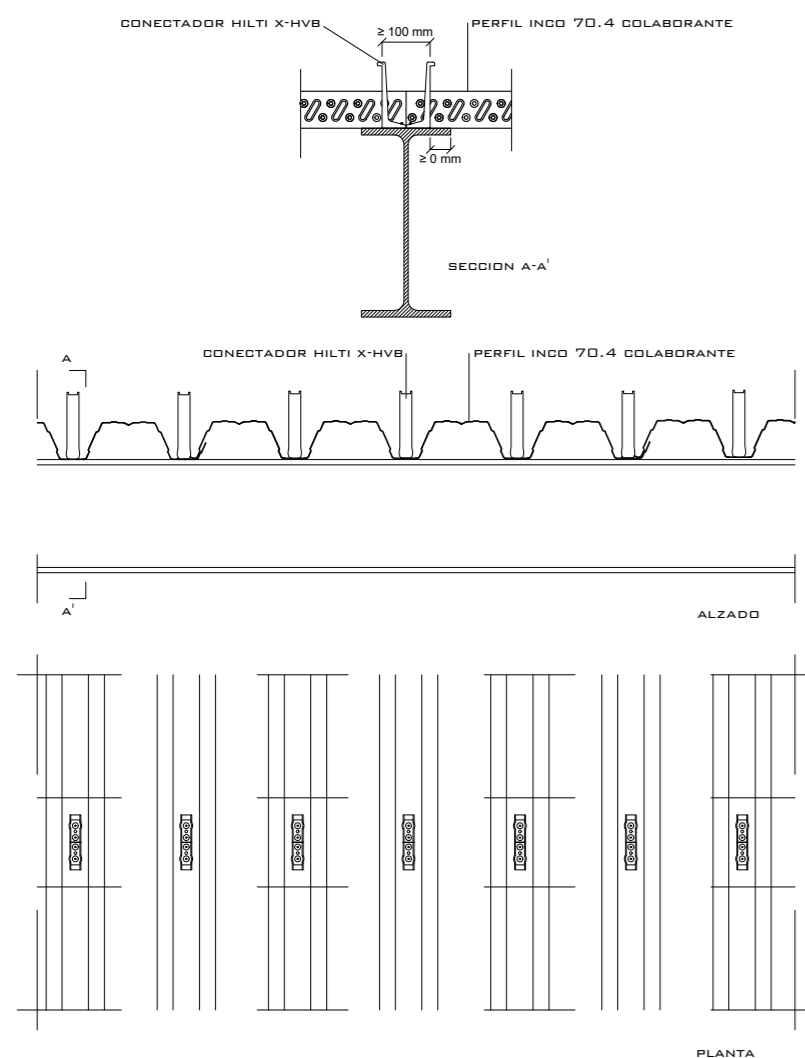 CONECTADOR HILTI X-HVB
≥ 100 mm
PERFIL INCO 70.4 COLABORANTE
≥ 0 mm
SECCION A-A'
A
CONECTADOR HILTI X-HVB
PERFIL INCO 70.4 COLABORANTE
A'
ALZADO
PLANTA